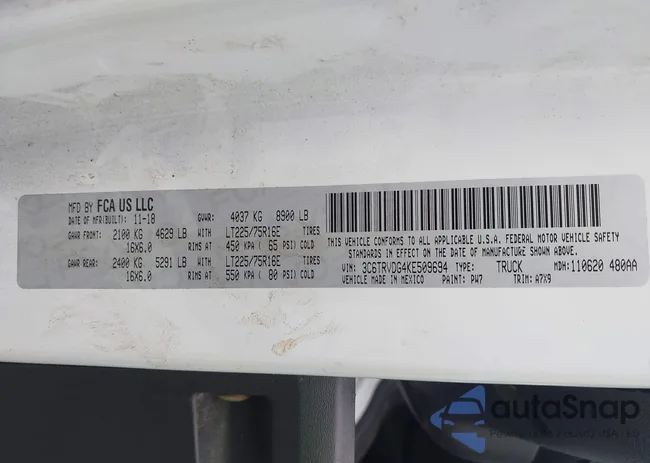 MFD BY FCA US LLC
DATE OF MFR(BUILT): 11-18 GVWR: 4037 KG 8900 LB
GAWR FRONT: 2100 KG 4629 LB WITH LT225/75R16E TIRES
16X6.0 RIMS AT 450 KPA ( 65 PSI) COLD
GAWR REAR: 2400 KG 5291 LB WITH LT225/75R16E TIRES
16X6.0 RIMS AT 550 KPA ( 80 PSI) COLD
THIS VEHICLE CONFORMS TO ALL APPLICABLE U.S.A. FEDERAL MOTOR VEHICLE SAFETY
STANDARDS IN EFFECT ON THE DATE OF MANUFACTURE SHOWN ABOVE.
VIN: 3C6TRVDG4KE509694 TYPE: TRUCK MDH: 110620 480AA
VEHICLE MADE IN MEXICO PAINT: PW7 TRIM: A7X9
autoSnap
Powered by